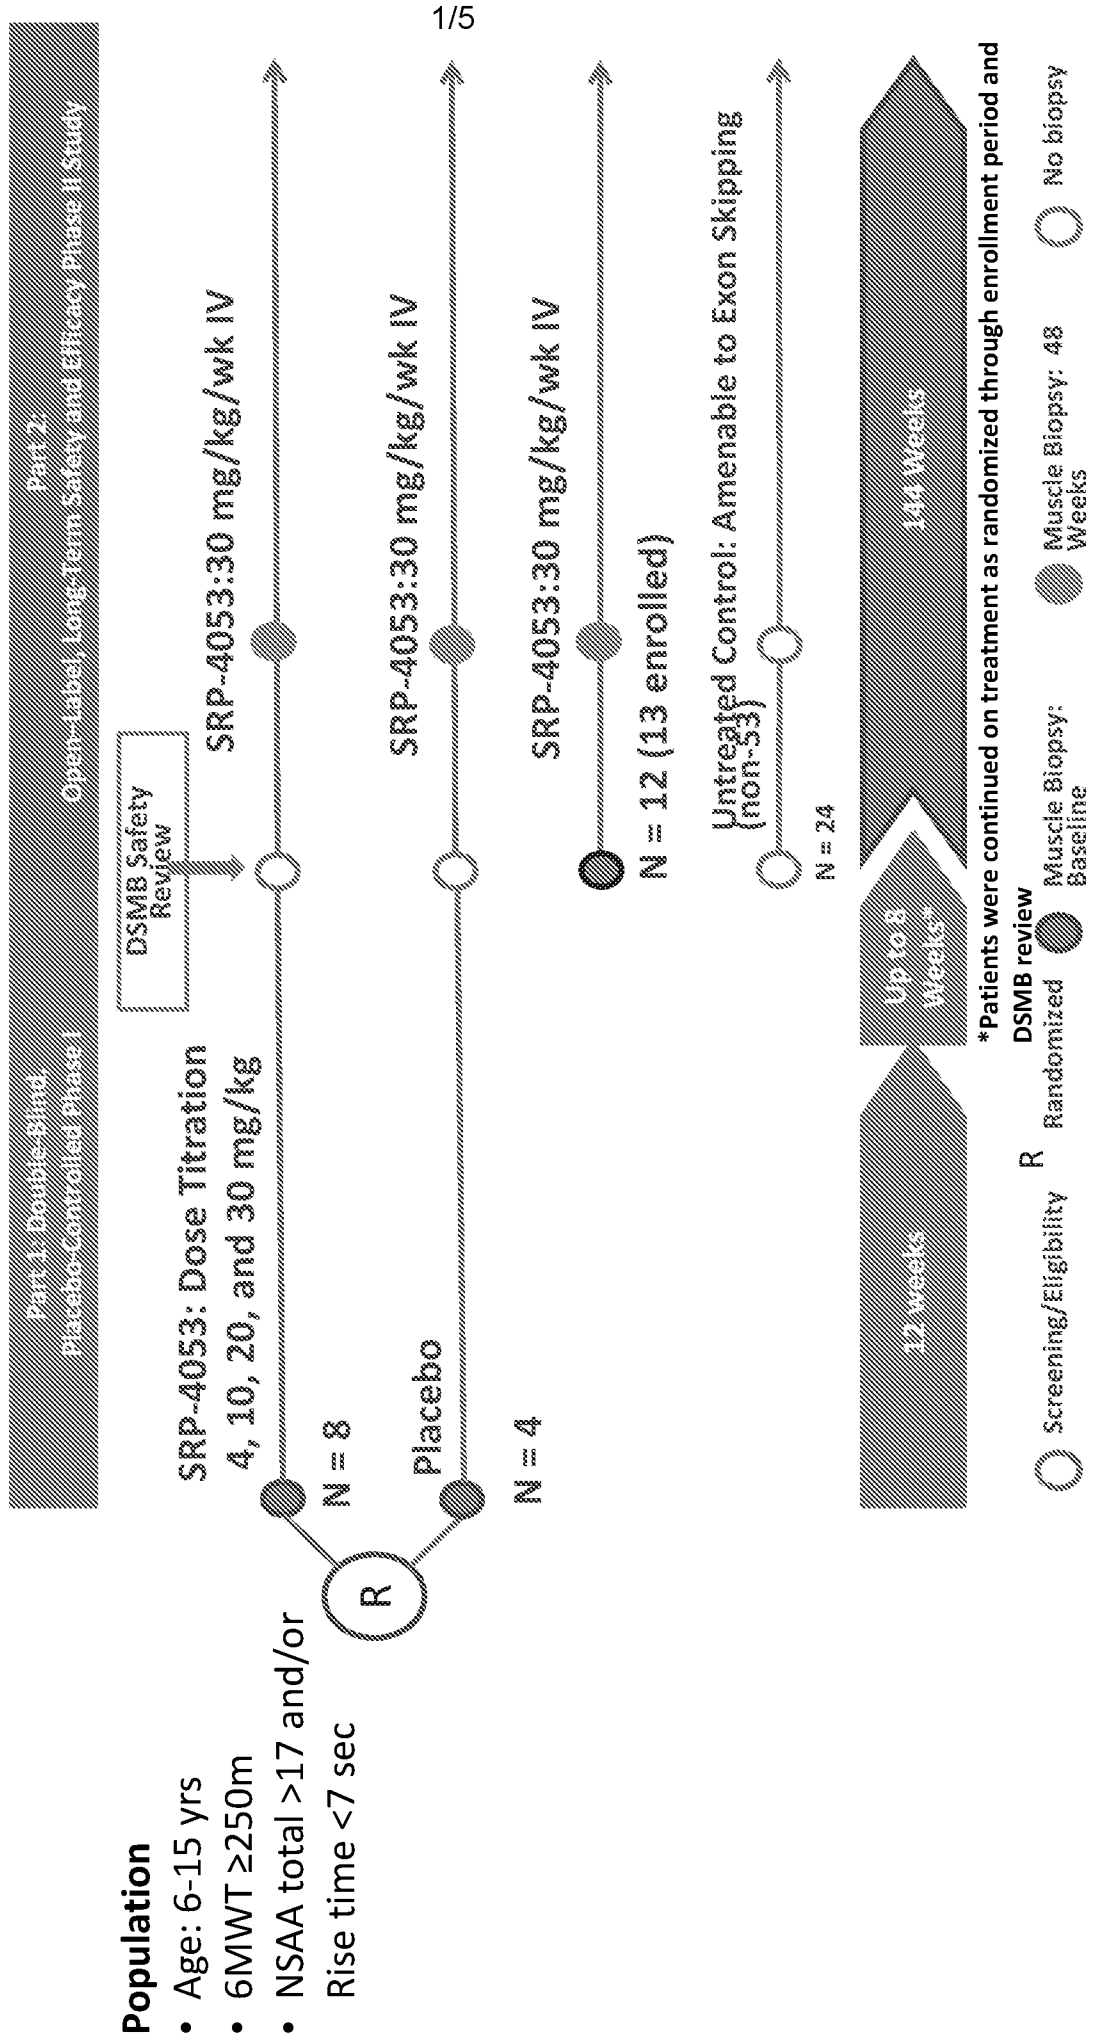 1/5
Part 1: Double-Blind,
Placebo-Controlled Phase I
Part 2:
Open-Label, Long-Term Safety and Efficacy Phase II Study
Population
• Age: 6-15 yrs
• 6MWT ≥250m
• NSAA total >17 and/or
Rise time <7 sec
R
SRP-4053: Dose Titration
4, 10, 20, and 30 mg/kg
N = 8
Placebo
N = 4
DSMB Safety
Review
SRP-4053:30 mg/kg/wk IV
SRP-4053:30 mg/kg/wk IV
SRP-4053:30 mg/kg/wk IV
N = 12 (13 enrolled)
Untreated Control: Amenable to Exon Skipping
(non-53)
N = 24
12 weeks
Up to 8
Weeks*
144 Weeks
*Patients were continued on treatment as randomized through enrollment period and
DSMB review
Screening/Eligibility
R
Randomized
Muscle Biopsy:
Baseline
Muscle Biopsy: 48
Weeks
No biopsy